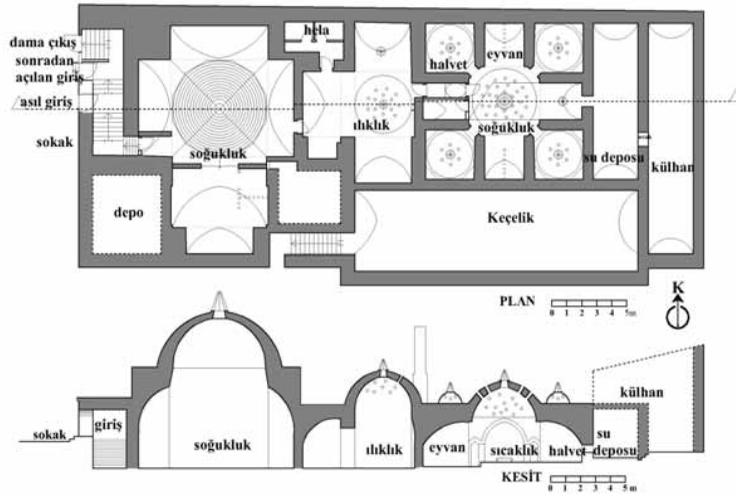 hela
dama çıkış
sonradan
açılan giriş
asıl giriş
sokak
halvet
eyvan
ılıklık
soğukluk
soğukluk
su deposu
külhan
depo
Keçelik
PLAN
0 1 2 3 4 5m
K
külhan
giriş
sokak
soğukluk
ılıklık
eyvan
sıcaklık
halvet
su
deposu
KESİT
0 1 2 3 4 5 m